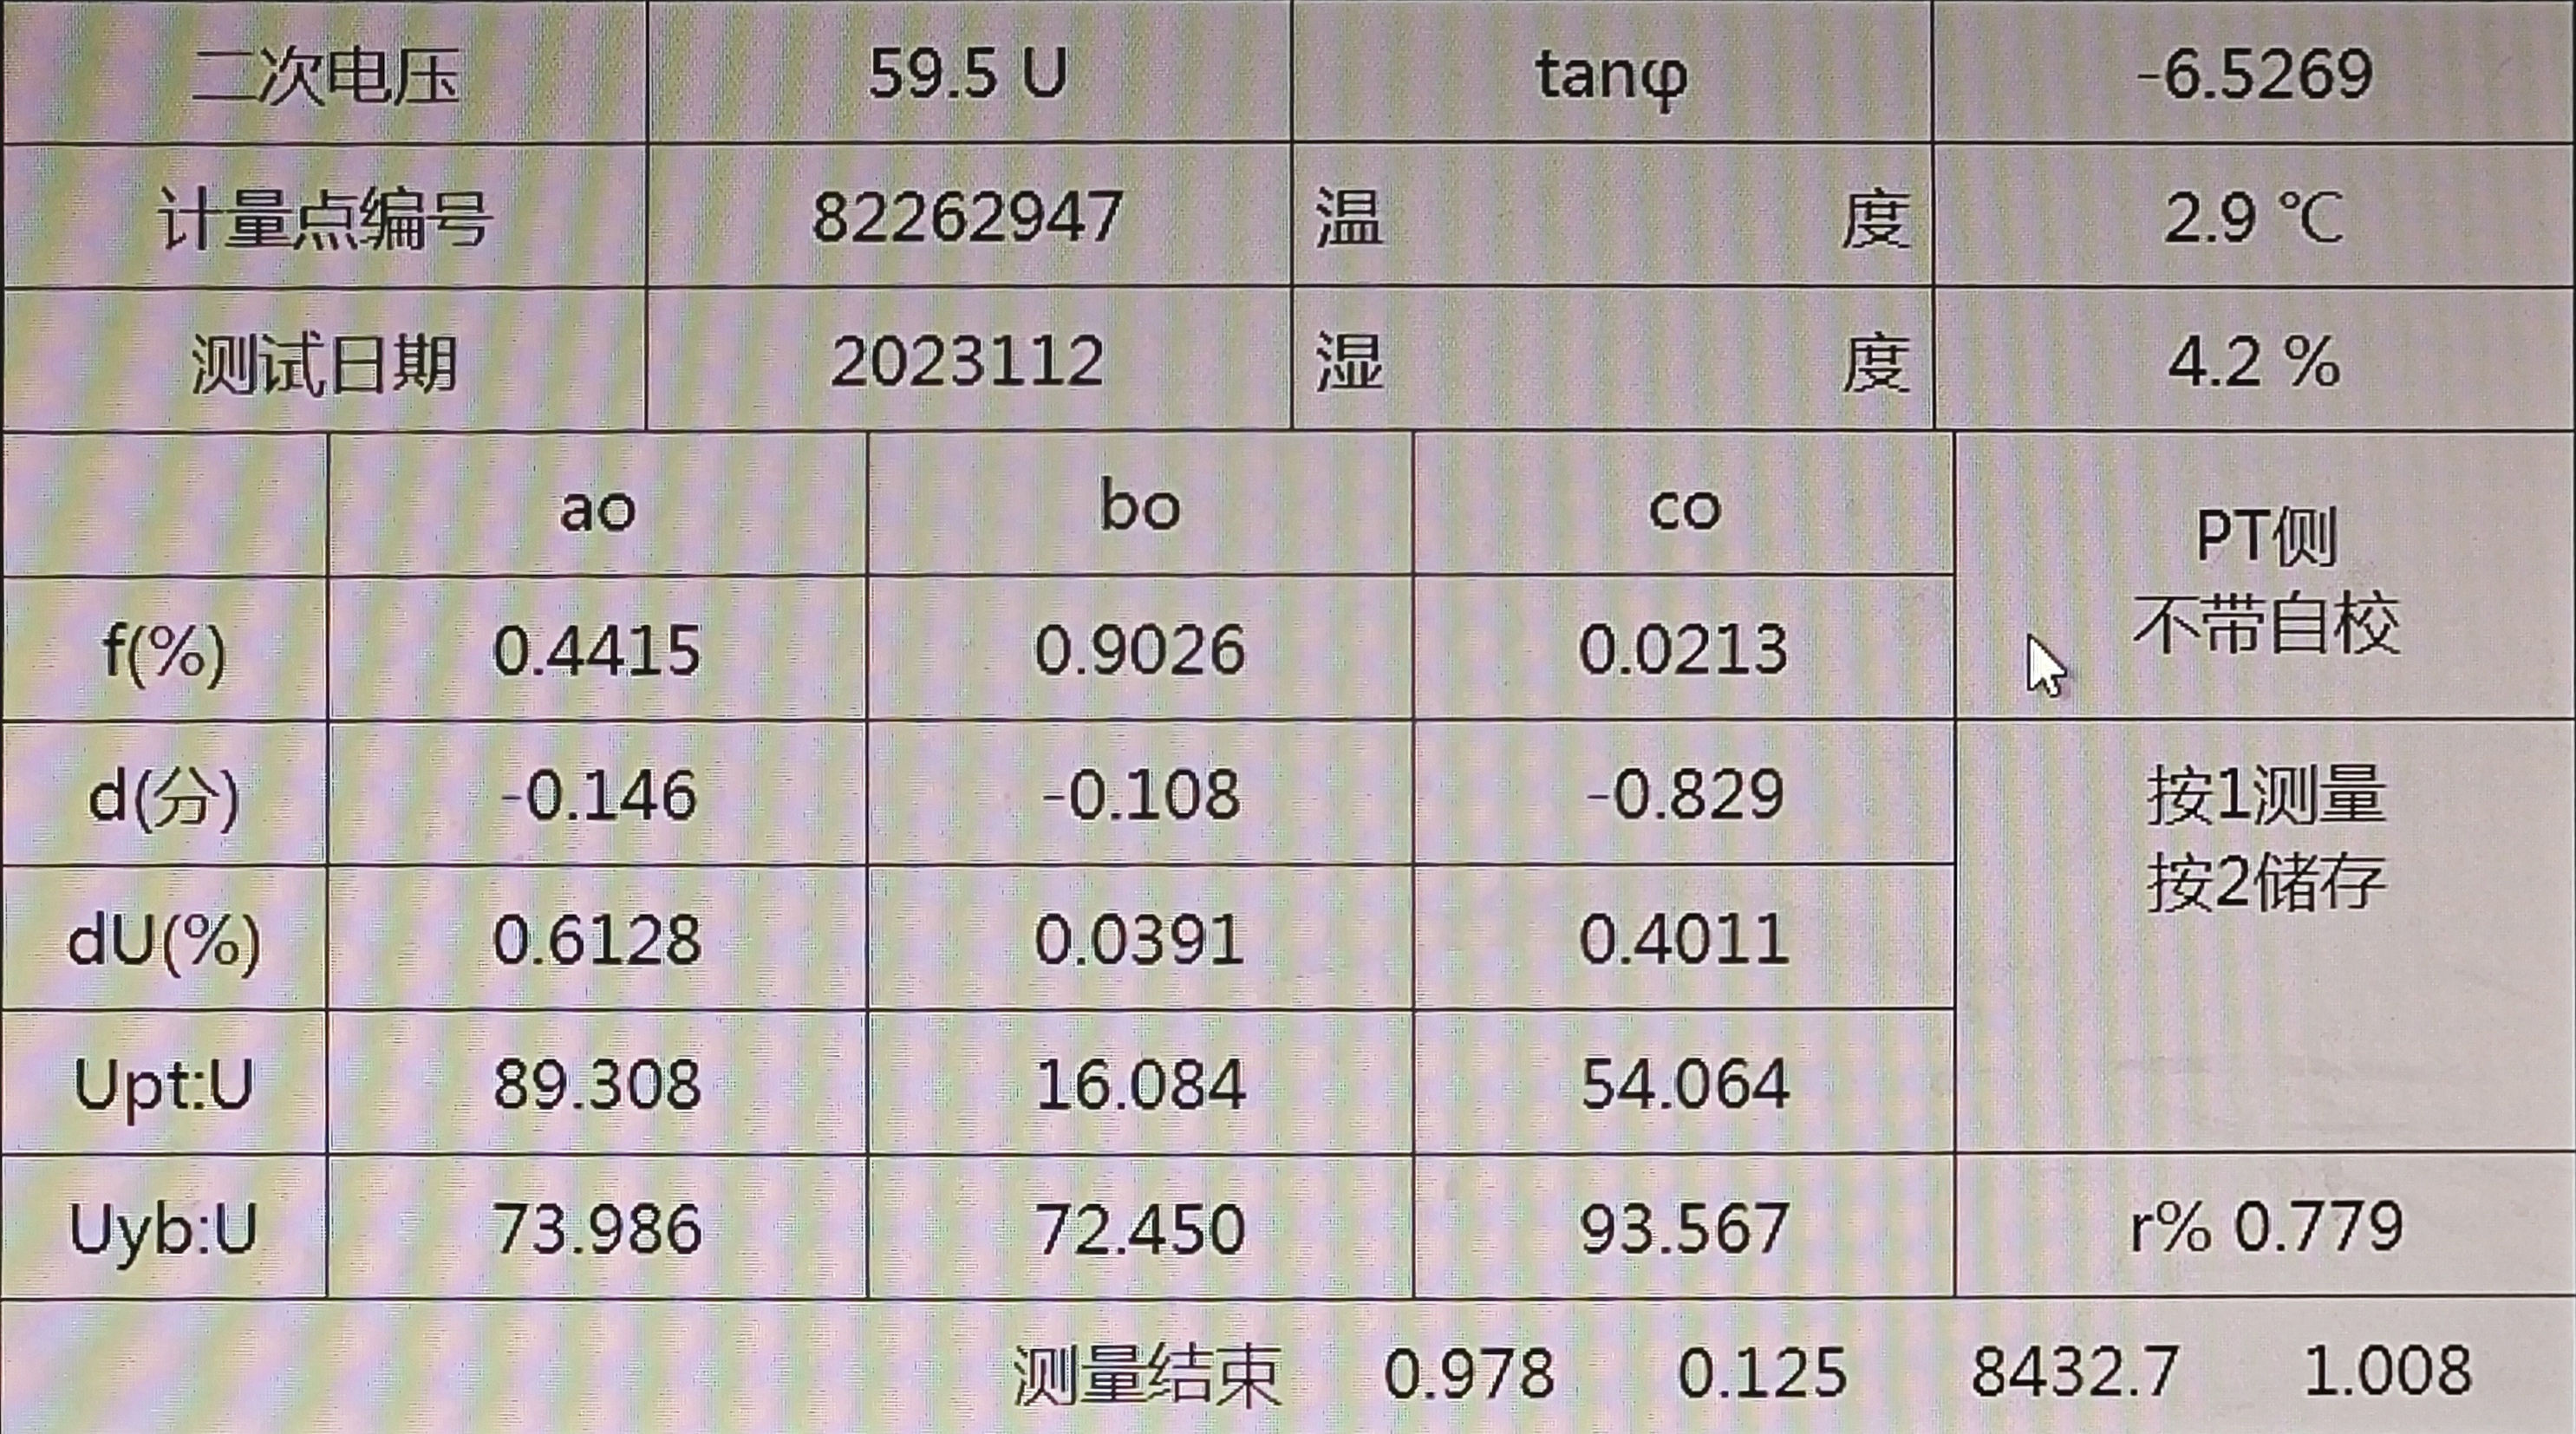 二次电压 59.5 U tanφ -6.5269
计量点编号 82262947 温 度 2.9 ℃
测试日期 2023112 湿 度 4.2 %
ao bo co
PT侧
不带自校
f(%) 0.4415 0.9026 0.0213
d(分) -0.146 -0.108 -0.829
按1测量
按2储存
dU(%) 0.6128 0.0391 0.4011
Upt:U 89.308 16.084 54.064
Uyb:U 73.986 72.450 93.567 r% 0.779
测量结束 0.978 0.125 8432.7 1.008